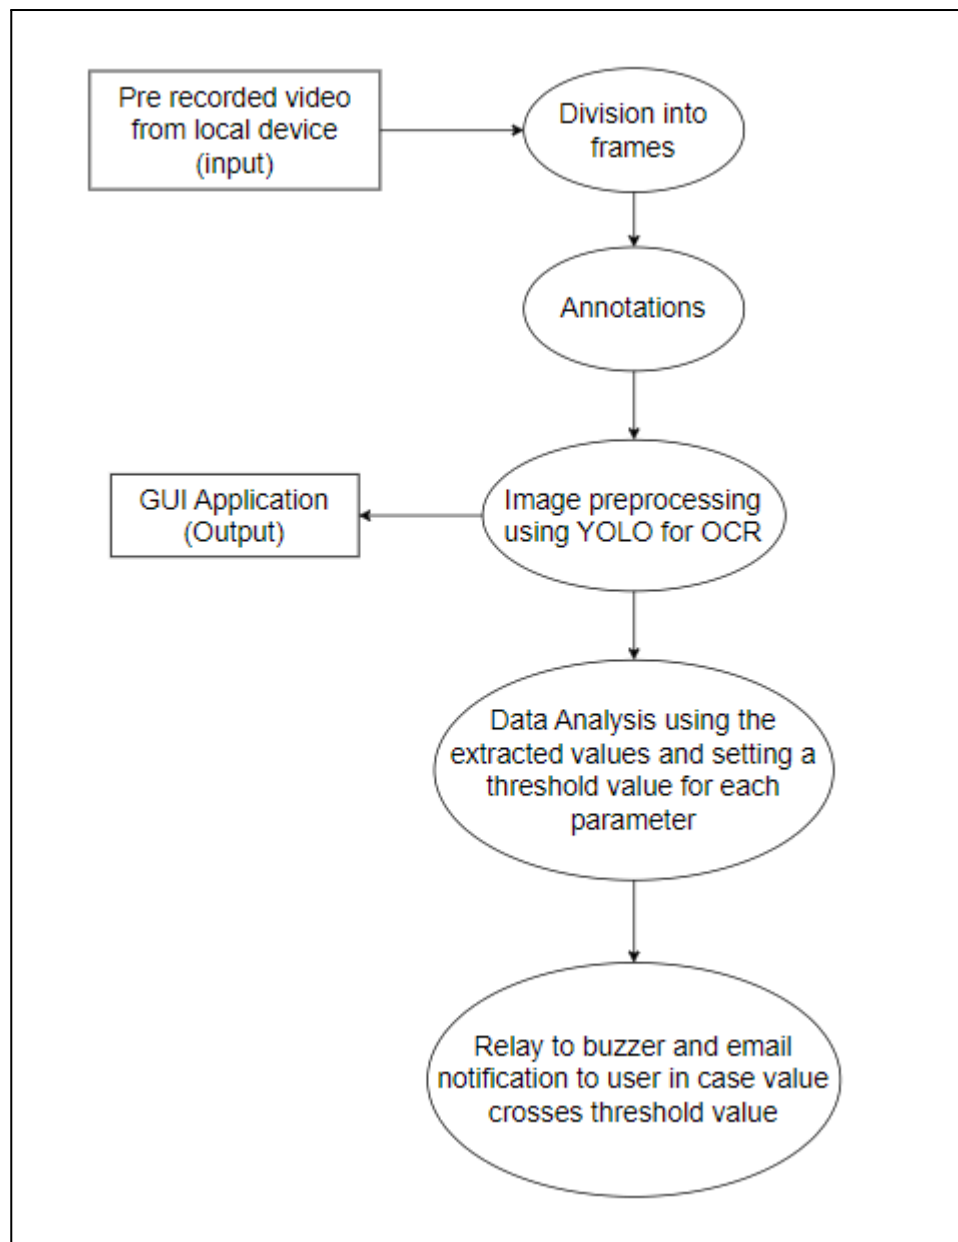 Pre recorded video
from local device
(input)
Division into
frames
Annotations
Image preprocessing
using YOLO for OCR
GUI Application
(Output)
Data Analysis using the
extracted values and setting a
threshold value for each
parameter
Relay to buzzer and email
notification to user in case value
crosses threshold value